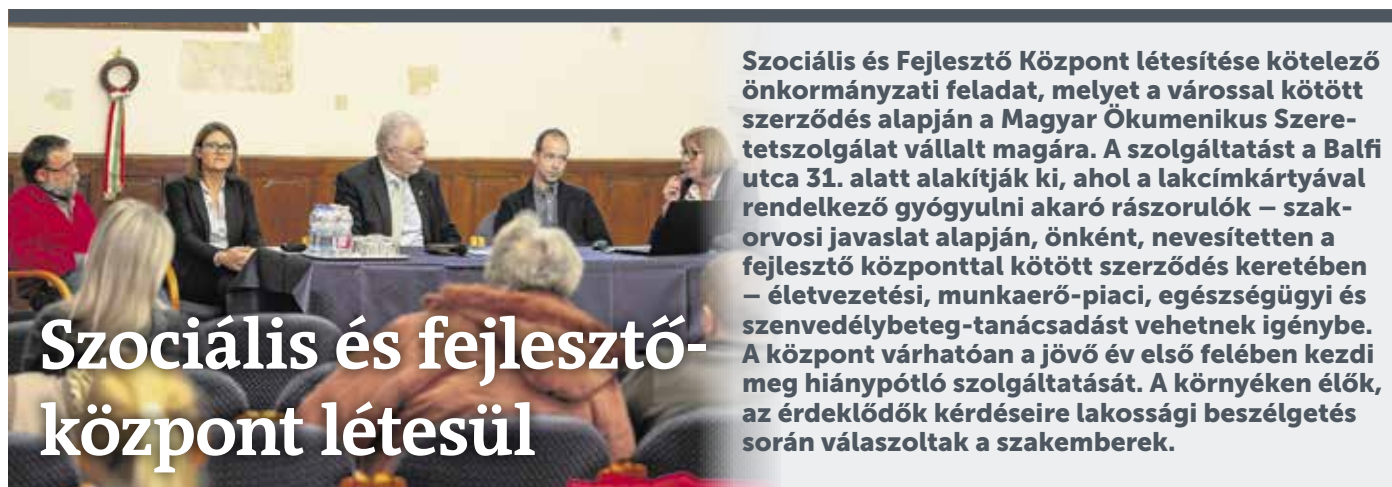 Szociális és fejlesztő-
központ létesül
Szociális és Fejlesztő Központ létesítése kötelező
önkormányzati feladat, melyet a várossal kötött
szerződés alapján a Magyar Ökumenikus Szere-
tetszolgálat vállalt magára. A szolgáltatást a Balfi
utca 31. alatt alakítják ki, ahol a lakcímkártyával
rendelkező gyógyulni akaró rászorulók – szak-
orvosi javaslat alapján, önként, nevesítetten a
fejlesztő központtal kötött szerződés keretében
– életvezetési, munkaerő-piaci, egészségügyi és
szenvedélybeteg-tanácsadást vehetnek igénybe.
A központ várhatóan a jövő év első felében kezdi
meg hiánypótló szolgáltatását. A környéken élők,
az érdeklődők kérdéseire lakossági beszélgetés
során válaszoltak a szakemberek.